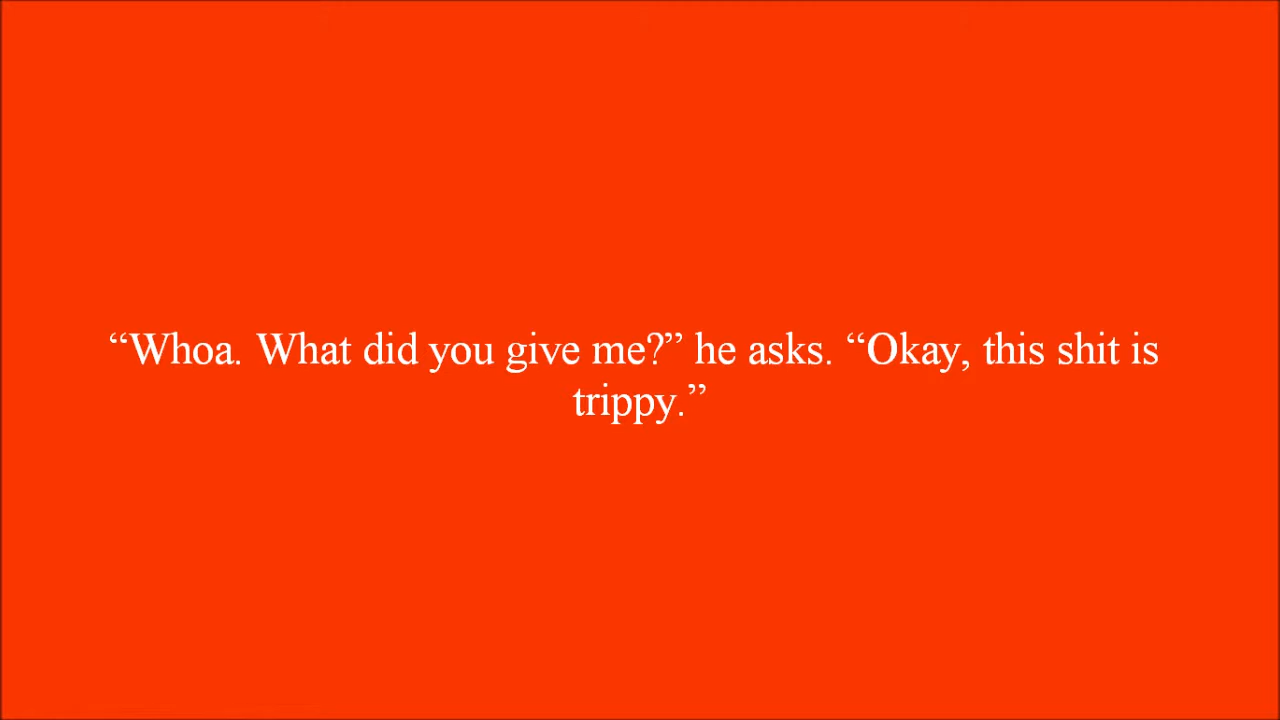 “Whoa. What did you give me?” he asks. “Okay, this shit is
trippy.”